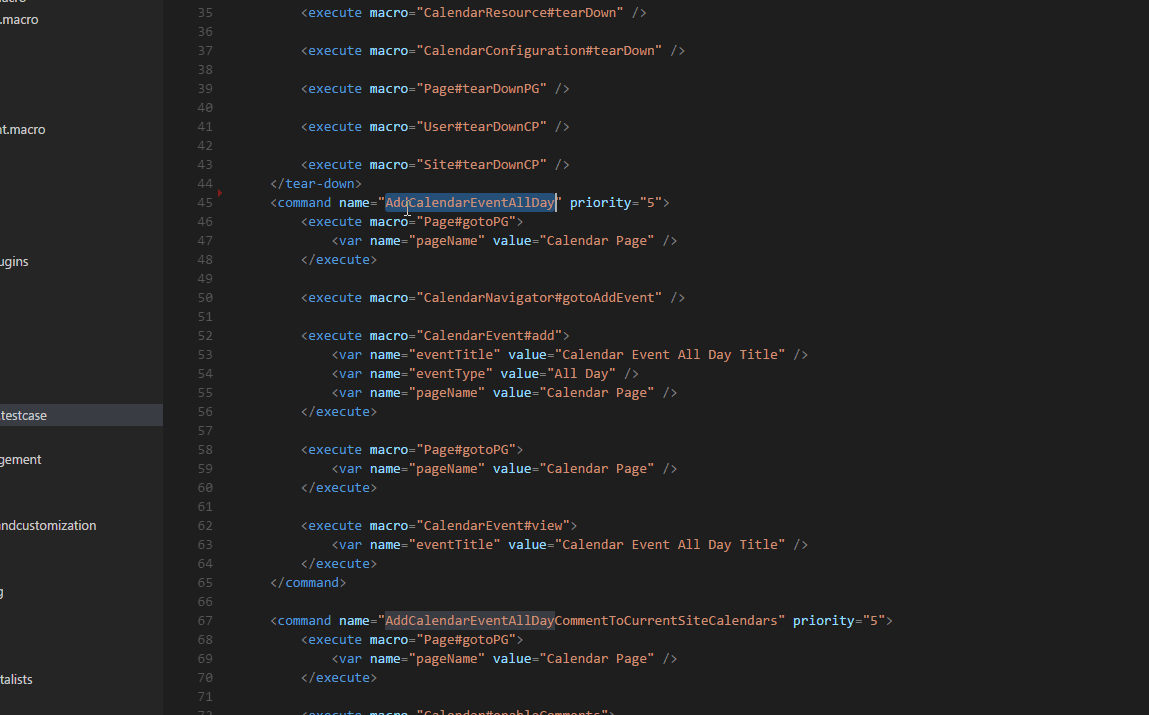 .macro
nt.macro
ugins
testcase
gement
andcustomization
g
talists
35 <execute macro="CalendarResource#tearDown" />
36
37 <execute macro="CalendarConfiguration#tearDown" />
38
39 <execute macro="Page#tearDownPG" />
40
41 <execute macro="User#tearDownCP" />
42
43 <execute macro="Site#tearDownCP" />
44 </tear-down>
45 <command name="AddCalendarEventAllDay" priority="5">
46 <execute macro="Page#gotoPG">
47 <var name="pageName" value="Calendar Page" />
48 </execute>
49
50 <execute macro="CalendarNavigator#gotoAddEvent" />
51
52 <execute macro="CalendarEvent#add">
53 <var name="eventTitle" value="Calendar Event All Day Title" />
54 <var name="eventType" value="All Day" />
55 <var name="pageName" value="Calendar Page" />
56 </execute>
57
58 <execute macro="Page#gotoPG">
59 <var name="pageName" value="Calendar Page" />
60 </execute>
61
62 <execute macro="CalendarEvent#view">
63 <var name="eventTitle" value="Calendar Event All Day Title" />
64 </execute>
65 </command>
66
67 <command name="AddCalendarEventAllDayCommentToCurrentSiteCalendars" priority="5">
68 <execute macro="Page#gotoPG">
69 <var name="pageName" value="Calendar Page" />
70 </execute>
71
72 <execute macro="Calendar#enableComments">